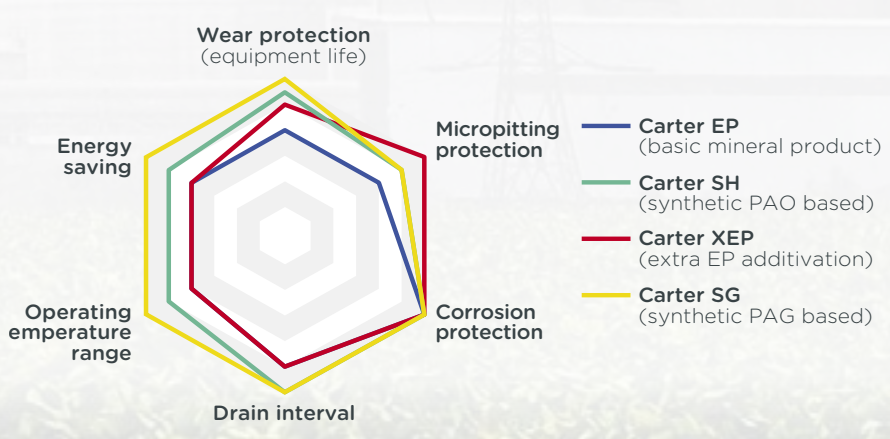 Wear protection
(equipment life)
Micropitting
protection
Energy
saving
Operating
emperature
range
Corrosion
protection
Drain interval
Carter EP
(basic mineral product)
Carter SH
(synthetic PAO based)
Carter XEP
(extra EP additivation)
Carter SG
(synthetic PAG based)